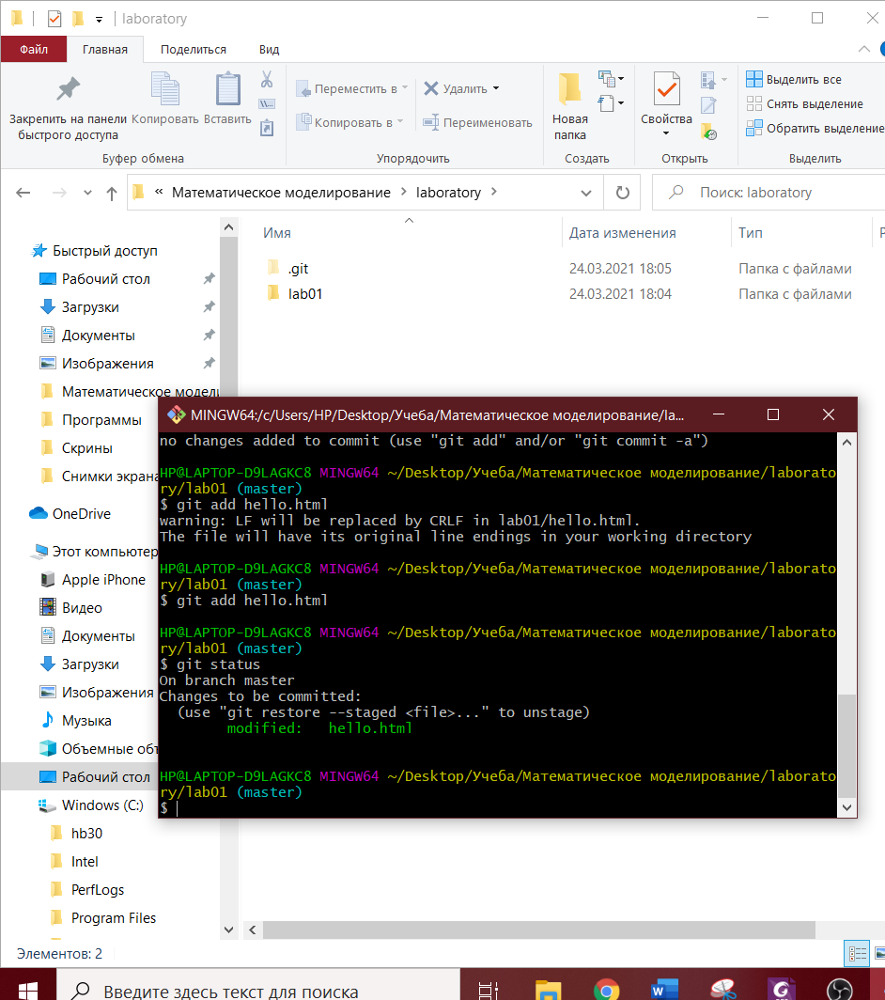 laboratory
Файл Главная Поделиться Вид
Закрепить на панели быстрого доступа
Копировать
Вставить
Переместить в
Копировать в
Удалить
Переименовать
Новая папка
Свойства
Выделить все
Снять выделение
Обратить выделение
Буфер обмена Упорядочить Создать Открыть Выделить
« Математическое моделирование > laboratory >
Поиск: laboratory
Имя Дата изменения Тип Р
.git 24.03.2021 18:05 Папка с файлами
lab01 24.03.2021 18:04 Папка с файлами
Быстрый доступ
Рабочий стол
Загрузки
Документы
Изображения
Математическое модели
Программы
Скрины
Снимки экрана
OneDrive
Этот компьютер
Apple iPhone
Видео
Документы
Загрузки
Изображения
Музыка
Объемные объ
Рабочий стол
Windows (C:)
hb30
Intel
PerfLogs
Program Files
MINGW64:/c/Users/HP/Desktop/Учеба/Математическое моделирование/la...
no changes added to commit (use "git add" and/or "git commit -a")
HP@LAPTOP-D9LAGKC8 MINGW64 ~/Desktop/Учеба/Математическое моделирование/laborato
ry/lab01 (master)
$ git add hello.html
warning: LF will be replaced by CRLF in lab01/hello.html.
The file will have its original line endings in your working directory
HP@LAPTOP-D9LAGKC8 MINGW64 ~/Desktop/Учеба/Математическое моделирование/laborato
ry/lab01 (master)
$ git add hello.html
HP@LAPTOP-D9LAGKC8 MINGW64 ~/Desktop/Учеба/Математическое моделирование/laborato
ry/lab01 (master)
$ git status
On branch master
Changes to be committed:
(use "git restore --staged <file>..." to unstage)
modified: hello.html
HP@LAPTOP-D9LAGKC8 MINGW64 ~/Desktop/Учеба/Математическое моделирование/laborato
ry/lab01 (master)
$
Элементов: 2
Введите здесь текст для поиска